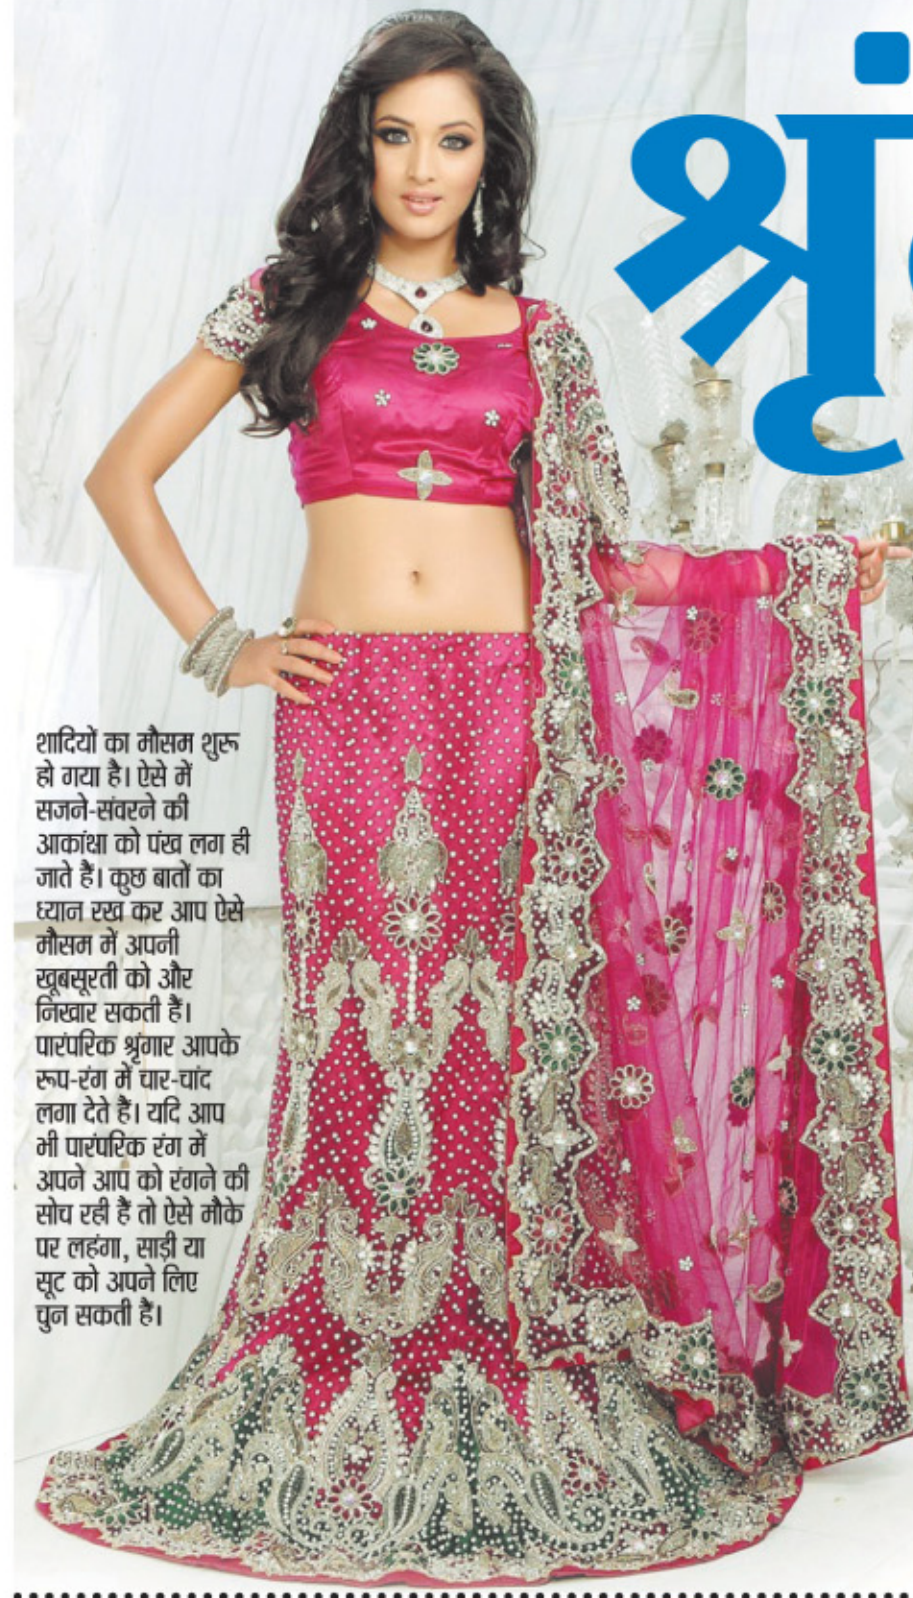 श्रृं
शादियों का मौसम शुरू
हो गया है। ऐसे में
सजने-संवरने की
आकांक्षा को पंख लग ही
जाते हैं। कुछ बातों का
ध्यान रख कर आप ऐसे
मौसम में अपनी
खूबसूरती को और
निखार सकती हैं।
पारंपरिक श्रृंगार आपके
रूप-रंग में चार-चांद
लगा देते हैं। यदि आप
भी पारंपरिक रंग में
अपने आप को रंगने की
सोच रही हैं तो ऐसे मौके
पर लहंगा, साड़ी या
सूट को अपने लिए
चुन सकती हैं।